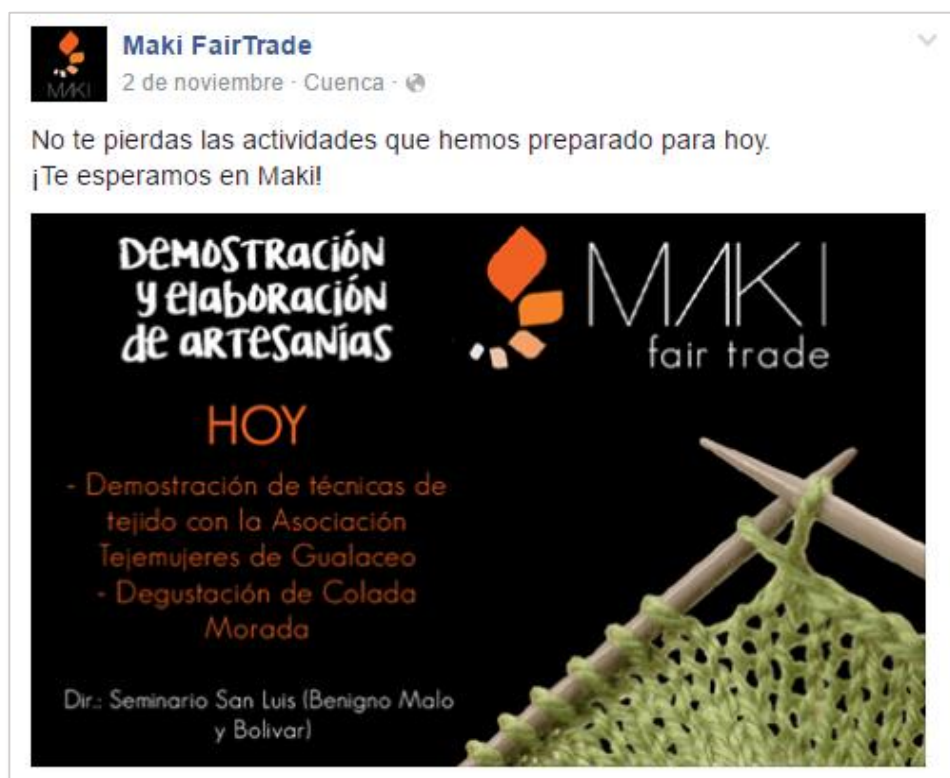 MAKI
Maki FairTrade
2 de noviembre · Cuenca ·
No te pierdas las actividades que hemos preparado para hoy.
¡Te esperamos en Maki!
DEMOSTRACIÓN
y elaboRación
de aRTesanías
MAKI
fair trade
HOY
- Demostración de técnicas de
tejido con la Asociación
Tejemujeres de Gualaceo
- Degustación de Colada
Morada
Dir.: Seminario San Luis (Benigno Malo
y Bolivar)